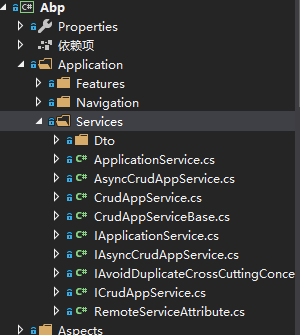 Abp
Properties
依赖项
Application
Features
Navigation
Services
Dto
C# ApplicationService.cs
C# AsyncCrudAppService.cs
C# CrudAppService.cs
C# CrudAppServiceBase.cs
C# IApplicationService.cs
C# IAsyncCrudAppService.cs
C# IAvoidDuplicateCrossCuttingConce
C# ICrudAppService.cs
C# RemoteServiceAttribute.cs
Aspects